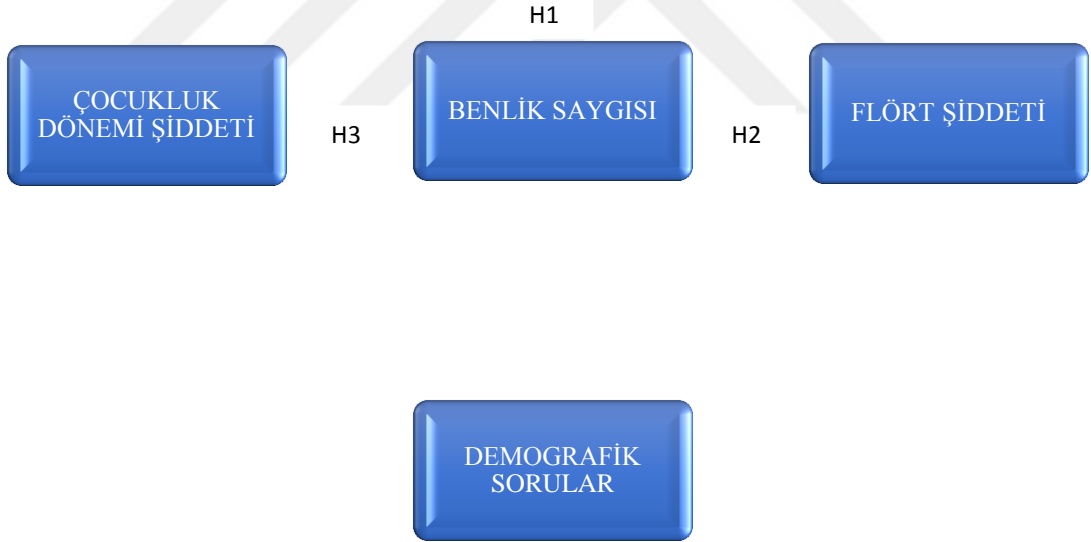 H1
ÇOCUKLUK
DÖNEMİ ŞİDDETİ
H3
BENLİK SAYGISI
H2
FLÖRT ŞİDDETİ
DEMOGRAFİK
SORULAR